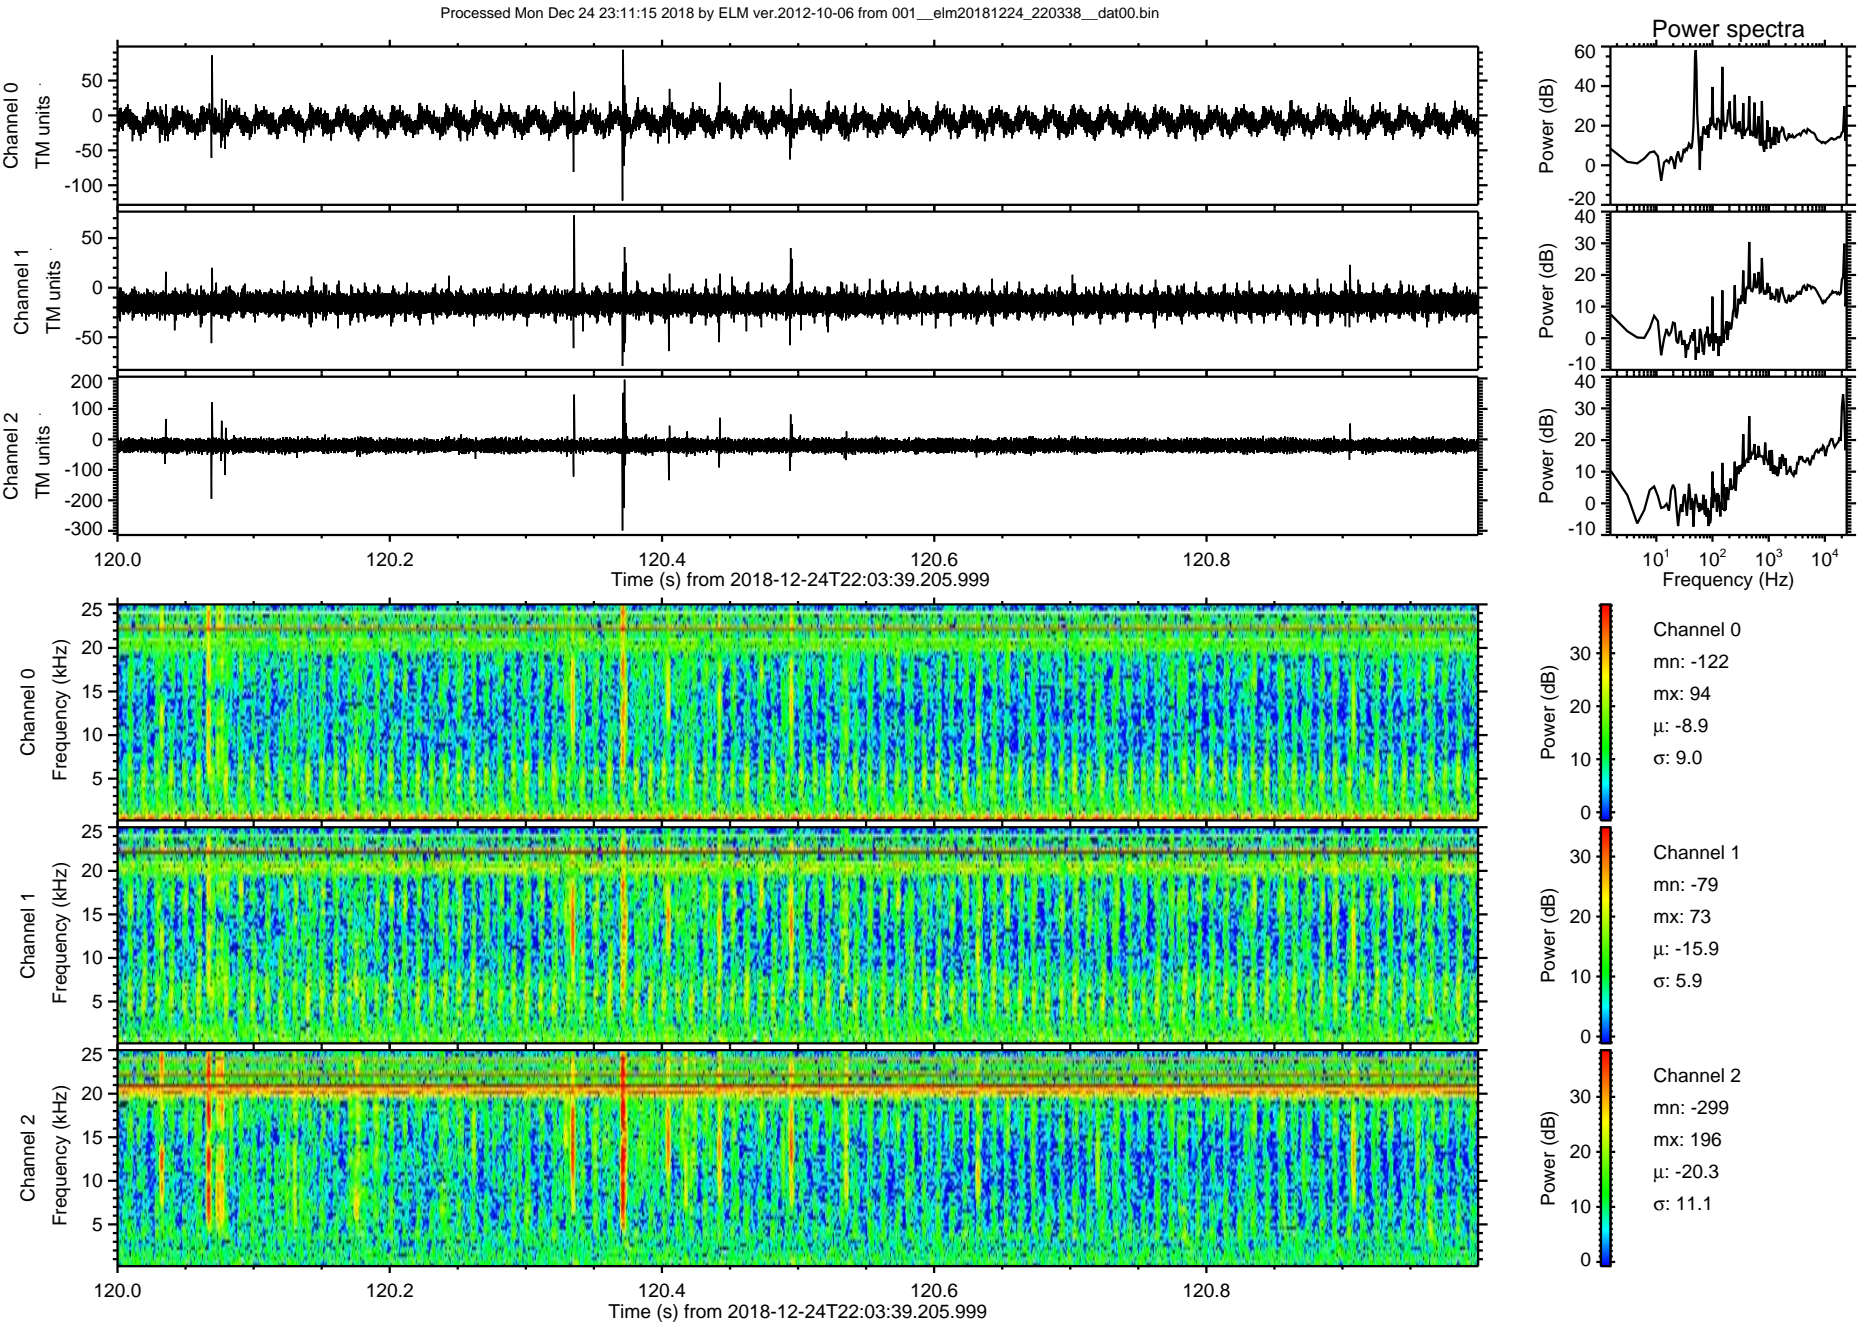 Processed Mon Dec 24 23:11:15 2018 by ELM ver.2012-10-06 from 001__elm20181224_220338__dat00.bin
Power spectra
Channel 0
TM units
50
0
-50
-100
Power (dB)
60
40
20
0
-20
Channel 1
TM units
50
0
-50
Power (dB)
40
30
20
10
0
-10
Channel 2
TM units
200
100
0
-100
-200
-300
Power (dB)
40
30
20
10
0
-10
120.0 120.2 120.4 120.6 120.8
Time (s) from 2018-12-24T22:03:39.205.999
10¹ 10² 10³ 10⁴
Frequency (Hz)
Channel 0
Frequency (kHz)
25
20
15
10
5
Power (dB)
30
20
10
0
Channel 0
mn: -122
mx: 94
μ: -8.9
σ: 9.0
Channel 1
Frequency (kHz)
25
20
15
10
5
Power (dB)
30
20
10
0
Channel 1
mn: -79
mx: 73
μ: -15.9
σ: 5.9
Channel 2
Frequency (kHz)
25
20
15
10
5
Power (dB)
30
20
10
0
Channel 2
mn: -299
mx: 196
μ: -20.3
σ: 11.1
120.0 120.2 120.4 120.6 120.8
Time (s) from 2018-12-24T22:03:39.205.999